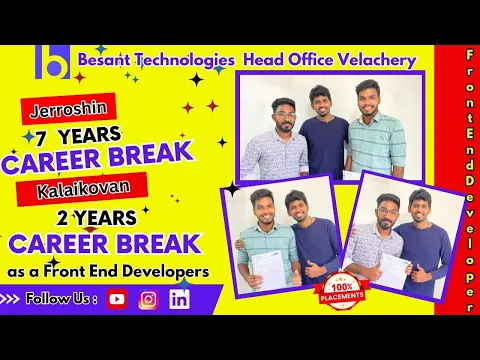 b
Besant Technologies Head Office Velachery
Jerroshin
7 YEARS
CAREER BREAK
Kalaikovan
2 YEARS
CAREER BREAK
as a Front End Developers
Follow Us :
in
100%
PLACEMENTS
FrontEndDeveloper